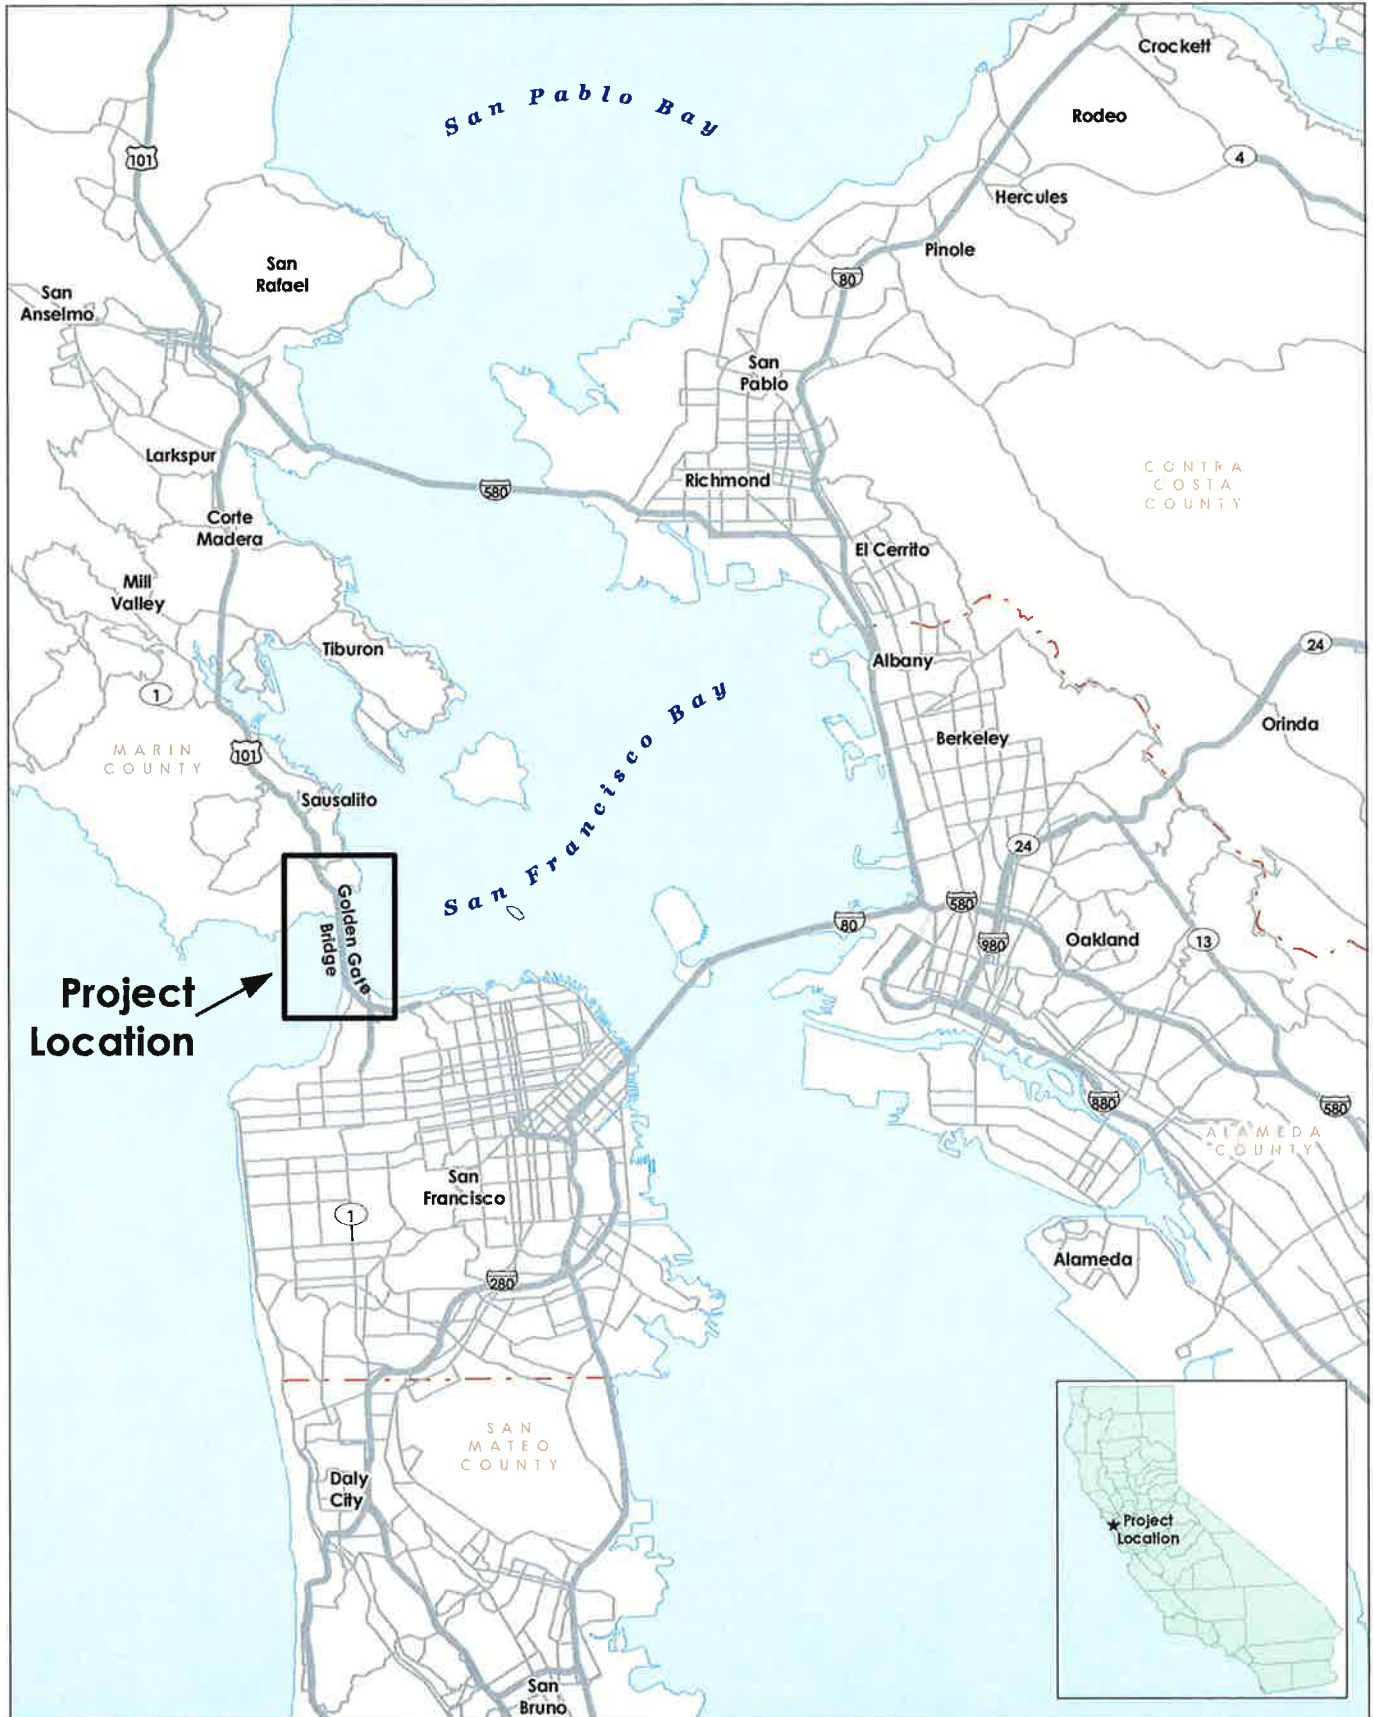 Crockett
San Pablo Bay
Rodeo
101
4
Hercules
Pinole
San
Rafael
80
San
Anselmo
San
Pablo
Larkspur
CONTRA
COSTA
COUNTY
Richmond
580
Corte
Madera
El Cerrito
Mill
Valley
Tiburon
24
Albany
1
San Francisco Bay
Orinda
Berkeley
MARIN
COUNTY
101
Sausalito
24
Golden Gate
Bridge
580
80
980
Oakland
13
Project
Location
880
580
ALAMEDA
COUNTY
San
Francisco
1
Alameda
280
SAN
MATEO
COUNTY
Daly
City
Project
Location
San
Bruno